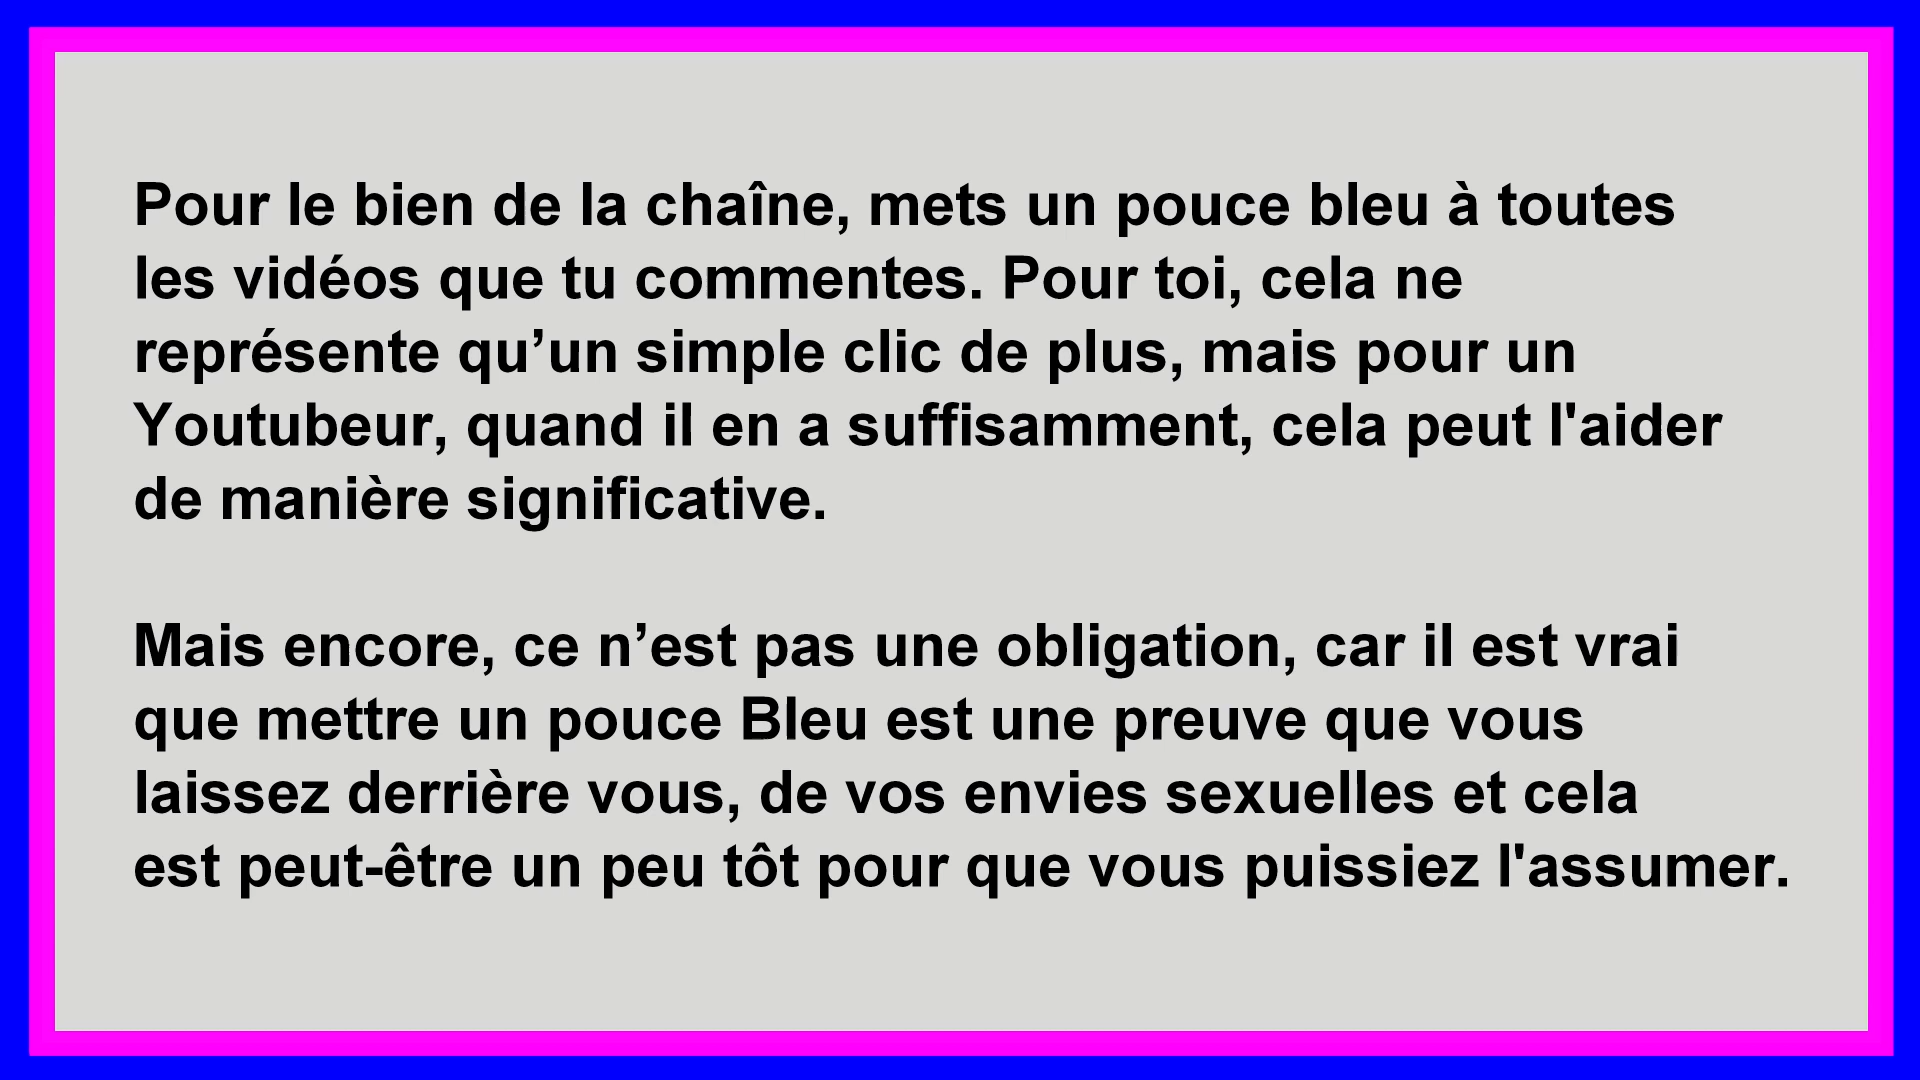 Pour le bien de la chaîne, mets un pouce bleu à toutes
les vidéos que tu commentes. Pour toi, cela ne
représente qu’un simple clic de plus, mais pour un
Youtubeur, quand il en a suffisamment, cela peut l'aider
de manière significative.
Mais encore, ce n’est pas une obligation, car il est vrai
que mettre un pouce Bleu est une preuve que vous
laissez derrière vous, de vos envies sexuelles et cela
est peut-être un peu tôt pour que vous puissiez l'assumer.